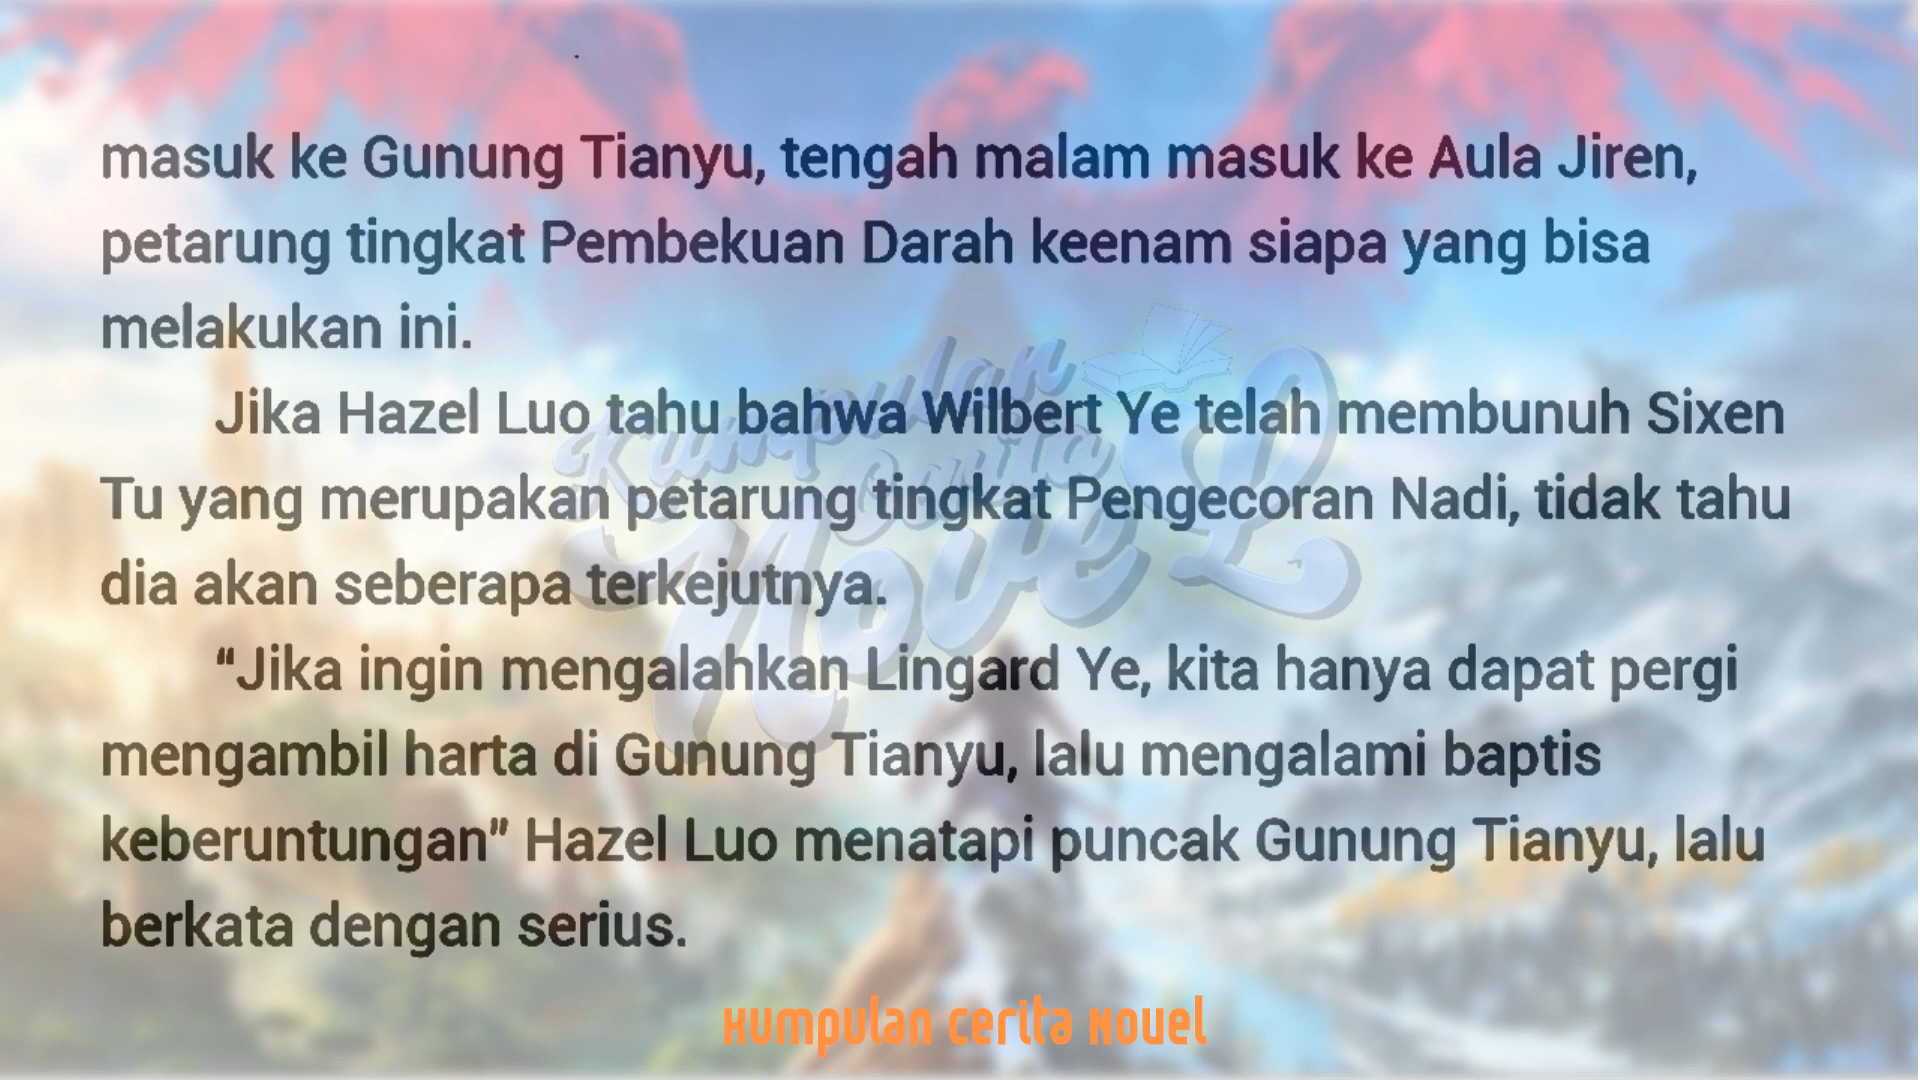 masuk ke Gunung Tianyu, tengah malam masuk ke Aula Jiren,
petarung tingkat Pembekuan Darah keenam siapa yang bisa
melakukan ini.
Jika Hazel Luo tahu bahwa Wilbert Ye telah membunuh Sixen
Tu yang merupakan petarung tingkat Pengecoran Nadi, tidak tahu
dia akan seberapa terkejutnya.
“Jika ingin mengalahkan Lingard Ye, kita hanya dapat pergi
mengambil harta di Gunung Tianyu, lalu mengalami baptis
keberuntungan” Hazel Luo menatapi puncak Gunung Tianyu, lalu
berkata dengan serius.
Kumpulan
Cerita
NoveL
Kumpulan Cerita Novel